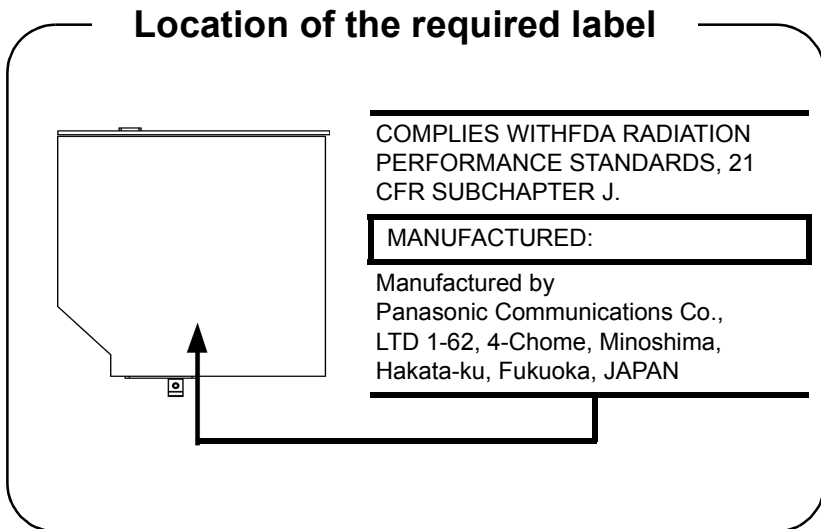 Location of the required label
COMPLIES WITHFDA RADIATION
PERFORMANCE STANDARDS, 21
CFR SUBCHAPTER J.
MANUFACTURED:
Manufactured by
Panasonic Communications Co.,
LTD 1-62, 4-Chome, Minoshima,
Hakata-ku, Fukuoka, JAPAN